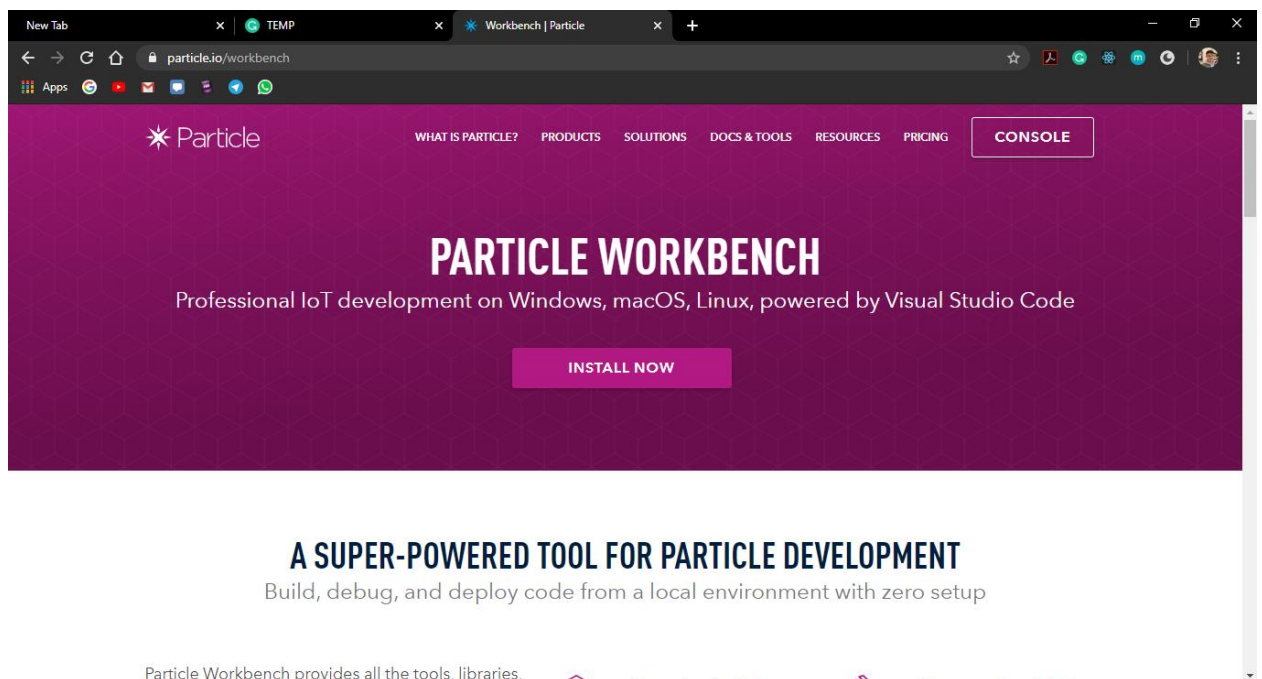 New Tab
TEMP
Workbench | Particle
particle.io/workbench
Apps
Particle
WHAT IS PARTICLE? PRODUCTS SOLUTIONS DOCS & TOOLS RESOURCES PRICING CONSOLE
PARTICLE WORKBENCH
Professional IoT development on Windows, macOS, Linux, powered by Visual Studio Code
INSTALL NOW
A SUPER-POWERED TOOL FOR PARTICLE DEVELOPMENT
Build, debug, and deploy code from a local environment with zero setup
Particle Workbench provides all the tools, libraries,